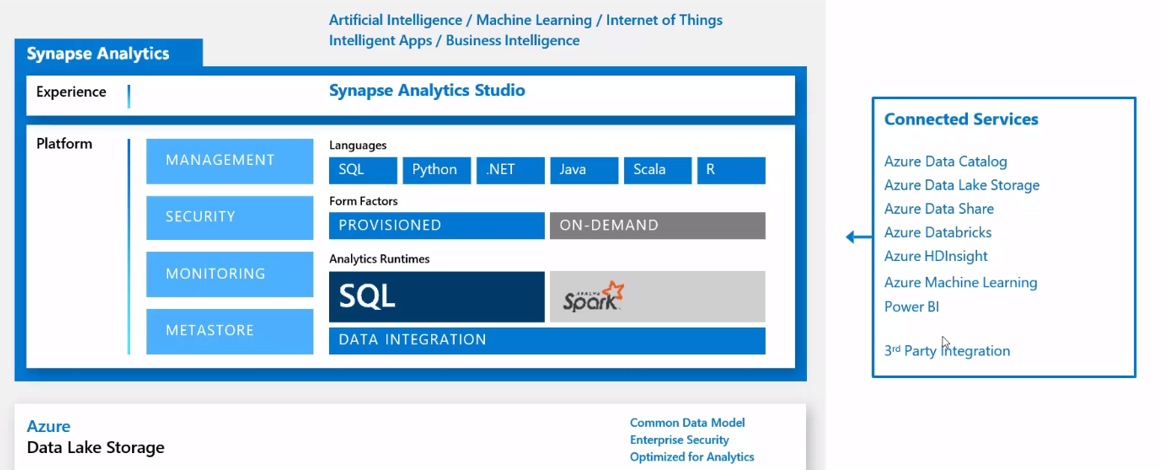 Artificial Intelligence / Machine Learning / Internet of Things
Intelligent Apps / Business Intelligence
Synapse Analytics
Experience
Synapse Analytics Studio
Platform
MANAGEMENT
SECURITY
MONITORING
METASTORE
Languages
SQL
Python
.NET
Java
Scala
R
Form Factors
PROVISIONED
ON-DEMAND
Analytics Runtimes
SQL
APACHE
Spark
DATA INTEGRATION
Connected Services
Azure Data Catalog
Azure Data Lake Storage
Azure Data Share
Azure Databricks
Azure HDInsight
Azure Machine Learning
Power BI
3rd Party Integration
Azure
Data Lake Storage
Common Data Model
Enterprise Security
Optimized for Analytics